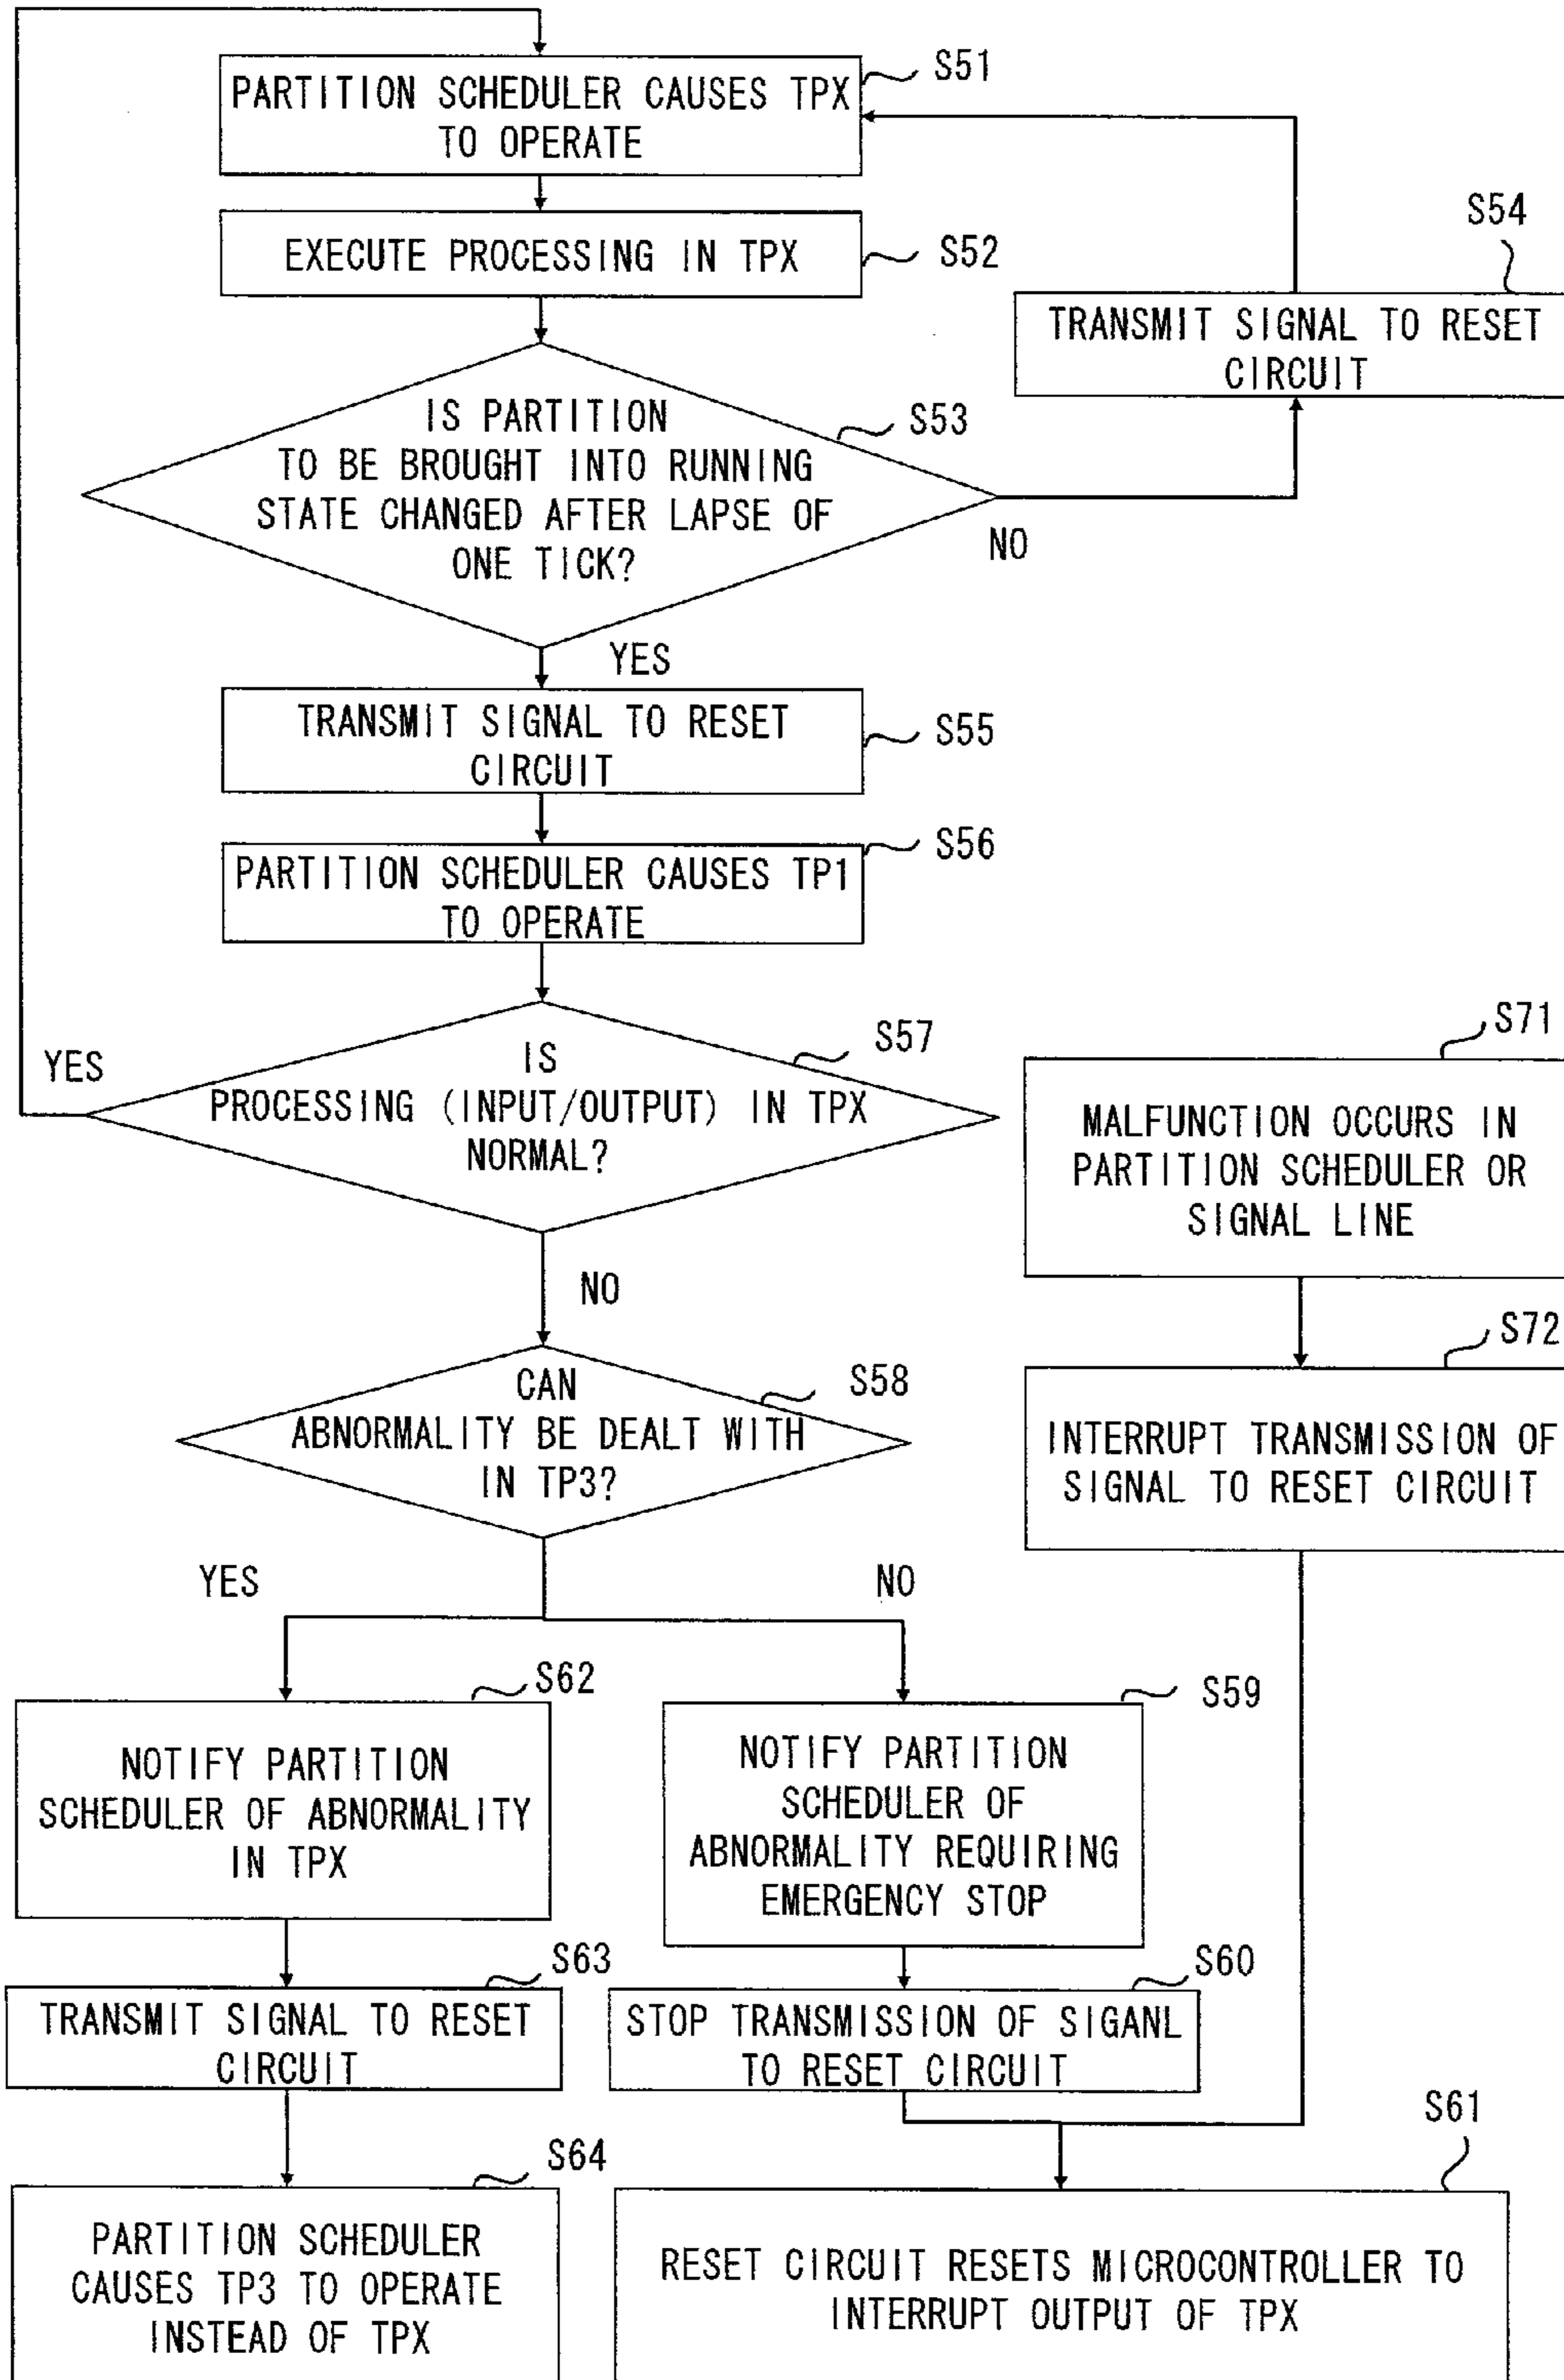 PARTITION SCHEDULER CAUSES TPX
TO OPERATE
S51
EXECUTE PROCESSING IN TPX
S52
S54
TRANSMIT SIGNAL TO RESET
CIRCUIT
IS PARTITION
TO BE BROUGHT INTO RUNNING
STATE CHANGED AFTER LAPSE OF
ONE TICK?
S53
NO
YES
TRANSMIT SIGNAL TO RESET
CIRCUIT
S55
PARTITION SCHEDULER CAUSES TP1
TO OPERATE
S56
YES
IS
PROCESSING (INPUT/OUTPUT) IN TPX
NORMAL?
S57
NO
S71
MALFUNCTION OCCURS IN
PARTITION SCHEDULER OR
SIGNAL LINE
S72
INTERRUPT TRANSMISSION OF
SIGNAL TO RESET CIRCUIT
CAN
ABNORMALITY BE DEALT WITH
IN TP3?
S58
YES
NO
S62
NOTIFY PARTITION
SCHEDULER OF ABNORMALITY
IN TPX
S59
NOTIFY PARTITION
SCHEDULER OF
ABNORMALITY REQUIRING
EMERGENCY STOP
S63
TRANSMIT SIGNAL TO RESET
CIRCUIT
S60
STOP TRANSMISSION OF SIGANL
TO RESET CIRCUIT
S64
PARTITION SCHEDULER
CAUSES TP3 TO OPERATE
INSTEAD OF TPX
S61
RESET CIRCUIT RESETS MICROCONTROLLER TO
INTERRUPT OUTPUT OF TPX